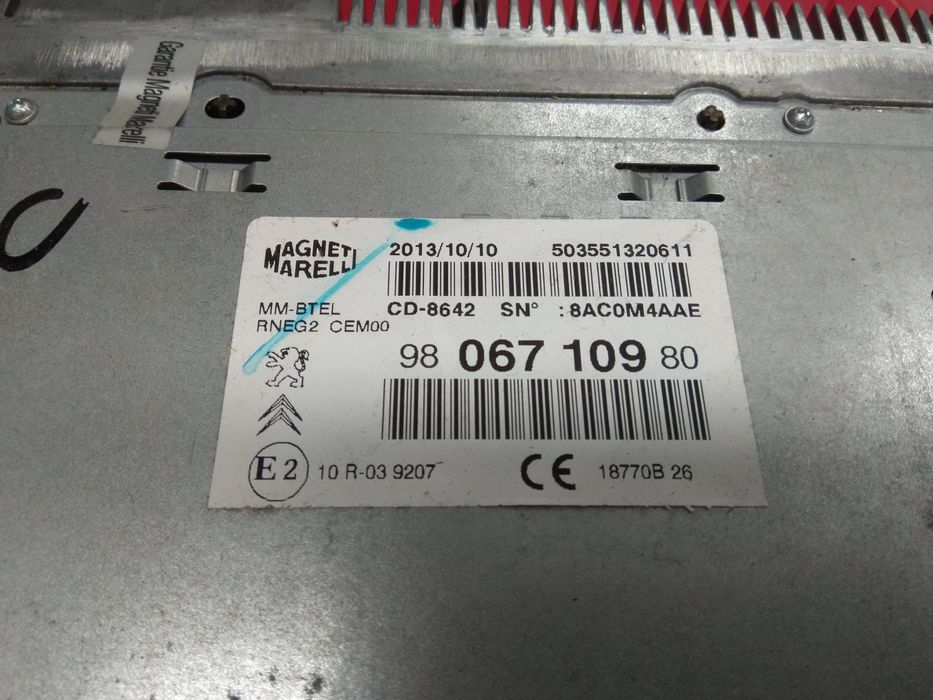 Garantie Magneti Marelli
MAGNETI
MARELLI
2013/10/10 503551320611
MM-BTEL
RNEG2 CEM00
CD-8642 SN° : 8AC0M4AAE
98 067 109 80
E2 10 R-03 9207 CE 18770B 26